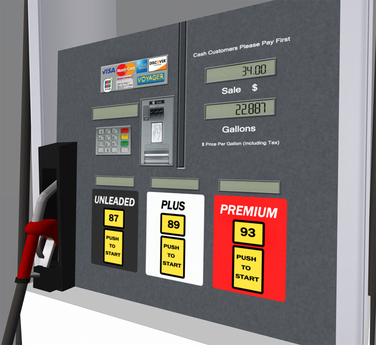 Cash Customers Please Pay First
VISA MasterCard DISCOVER
VOYAGER
34.00
Sale $
22.887
Gallons
$ Price Per Gallon (Including Tax)
UNLEADED
87
PUSH
TO
START
PLUS
89
PUSH
TO
START
PREMIUM
93
PUSH
TO
START